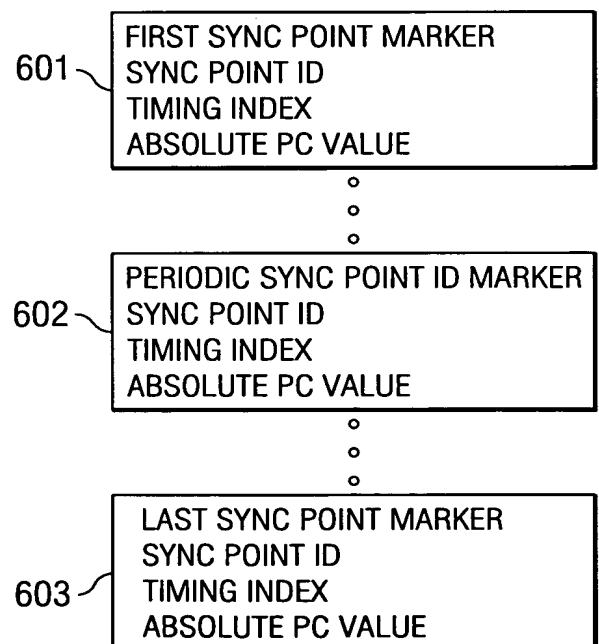 601
FIRST SYNC POINT MARKER
SYNC POINT ID
TIMING INDEX
ABSOLUTE PC VALUE
602
PERIODIC SYNC POINT ID MARKER
SYNC POINT ID
TIMING INDEX
ABSOLUTE PC VALUE
603
LAST SYNC POINT MARKER
SYNC POINT ID
TIMING INDEX
ABSOLUTE PC VALUE